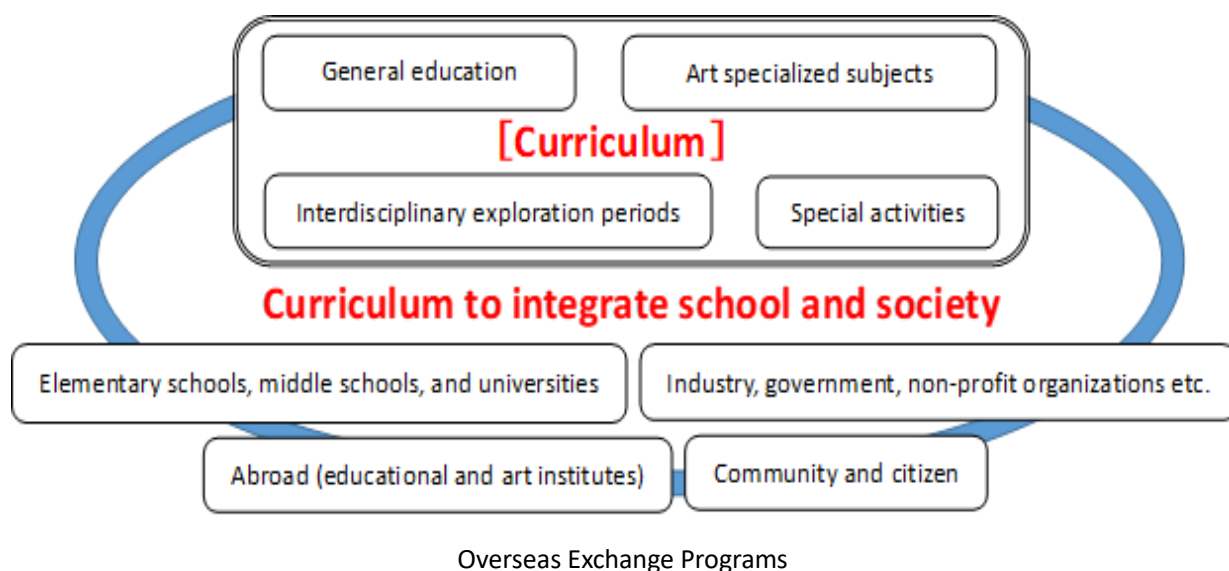 General education
Art specialized subjects
[Curriculum]
Interdisciplinary exploration periods
Special activities
Curriculum to integrate school and society
Elementary schools, middle schools, and universities
Industry, government, non-profit organizations etc.
Abroad (educational and art institutes)
Community and citizen
Overseas Exchange Programs